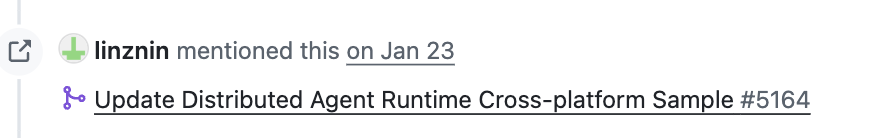 linznin mentioned this on Jan 23
Update Distributed Agent Runtime Cross-platform Sample #5164